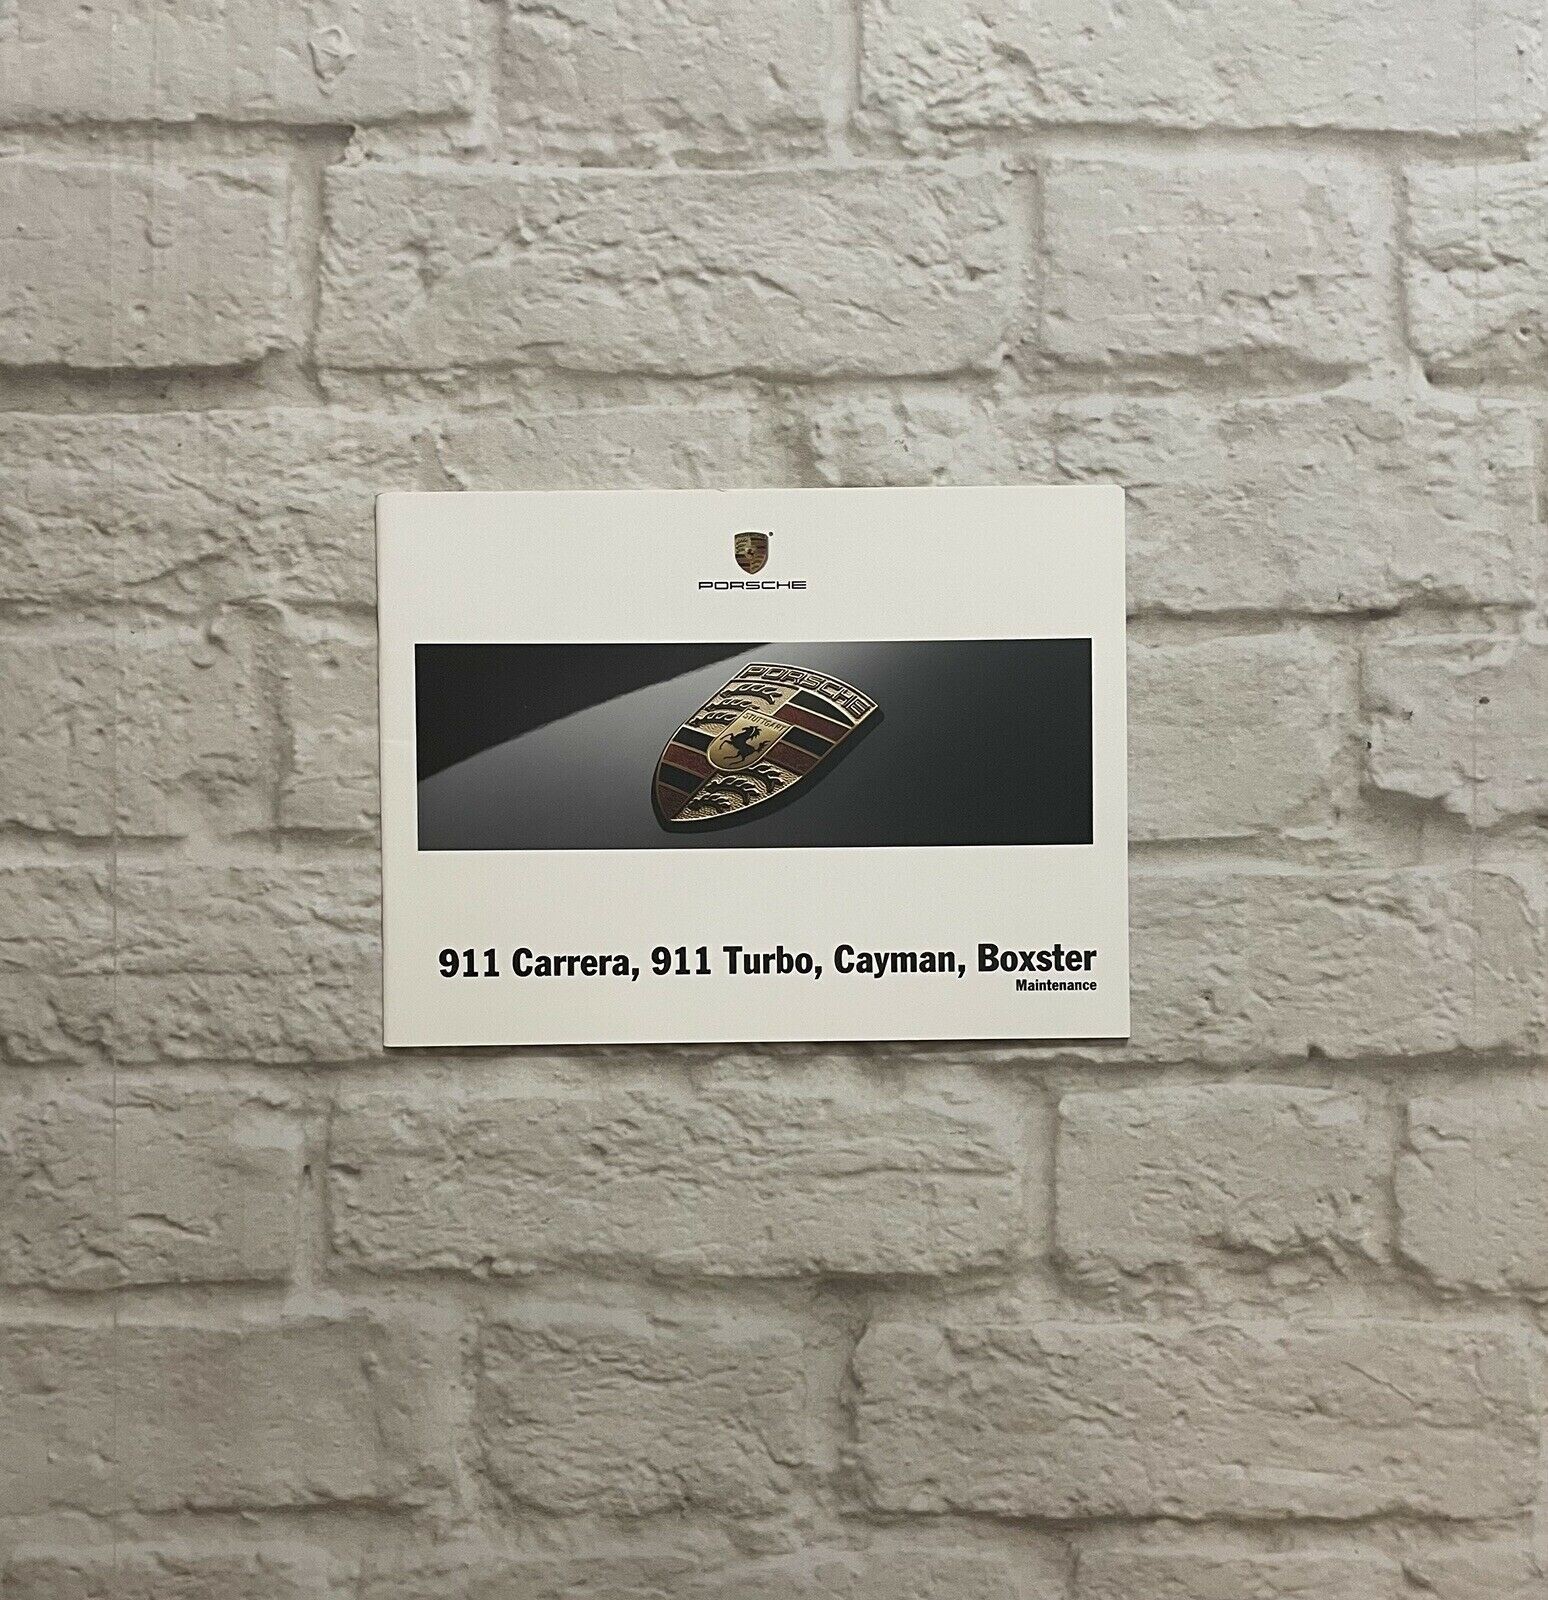 PORSCHE
PORSCHE
STUTTGART
911 Carrera, 911 Turbo, Cayman, Boxster
Maintenance